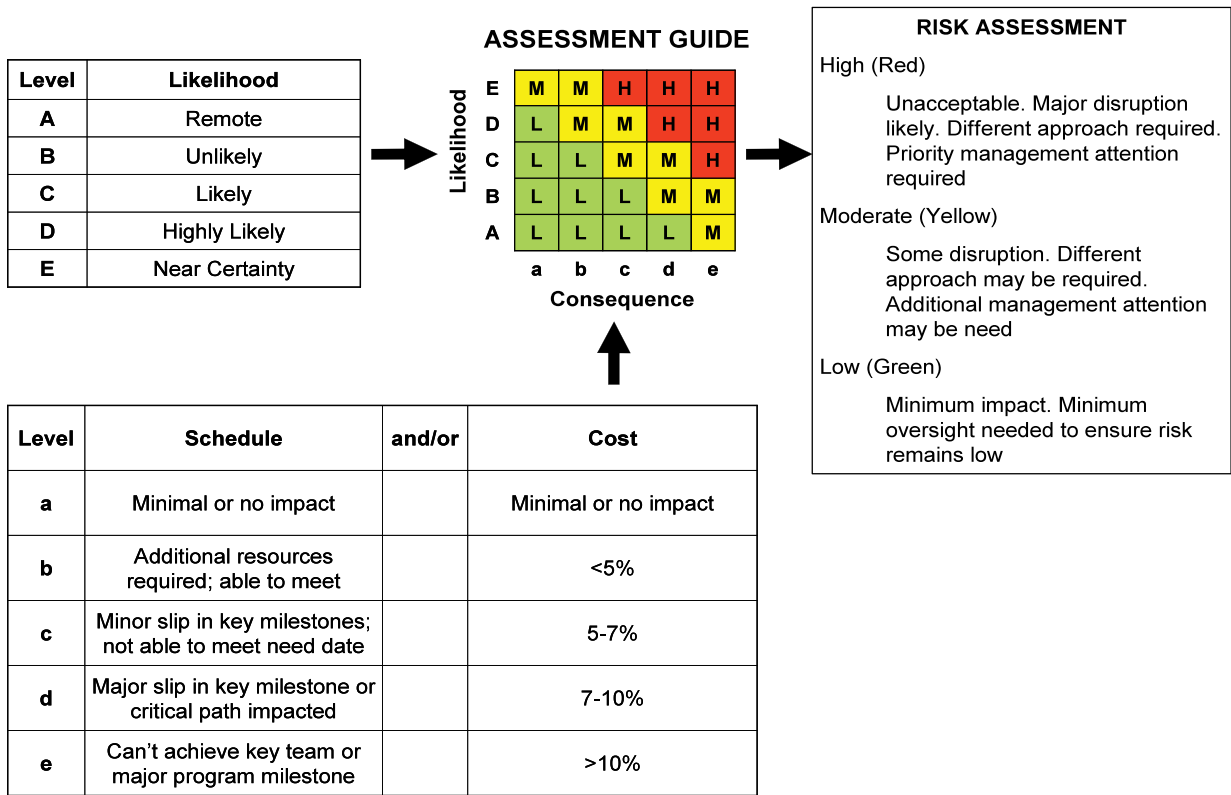 Level Likelihood
A Remote
B Unlikely
C Likely
D Highly Likely
E Near Certainty
ASSESSMENT GUIDE
Likelihood
E M M H H H
D L M M H H
C L L M M H
B L L L M M
A L L L L M
a b c d e
Consequence
RISK ASSESSMENT
High (Red)
Unacceptable. Major disruption
likely. Different approach required.
Priority management attention
required
Moderate (Yellow)
Some disruption. Different
approach may be required.
Additional management attention
may be need
Low (Green)
Minimum impact. Minimum
oversight needed to ensure risk
remains low
Level Schedule and/or Cost
a Minimal or no impact Minimal or no impact
b Additional resources
required; able to meet <5%
c Minor slip in key milestones;
not able to meet need date 5-7%
d Major slip in key milestone or
critical path impacted 7-10%
e Can't achieve key team or
major program milestone >10%